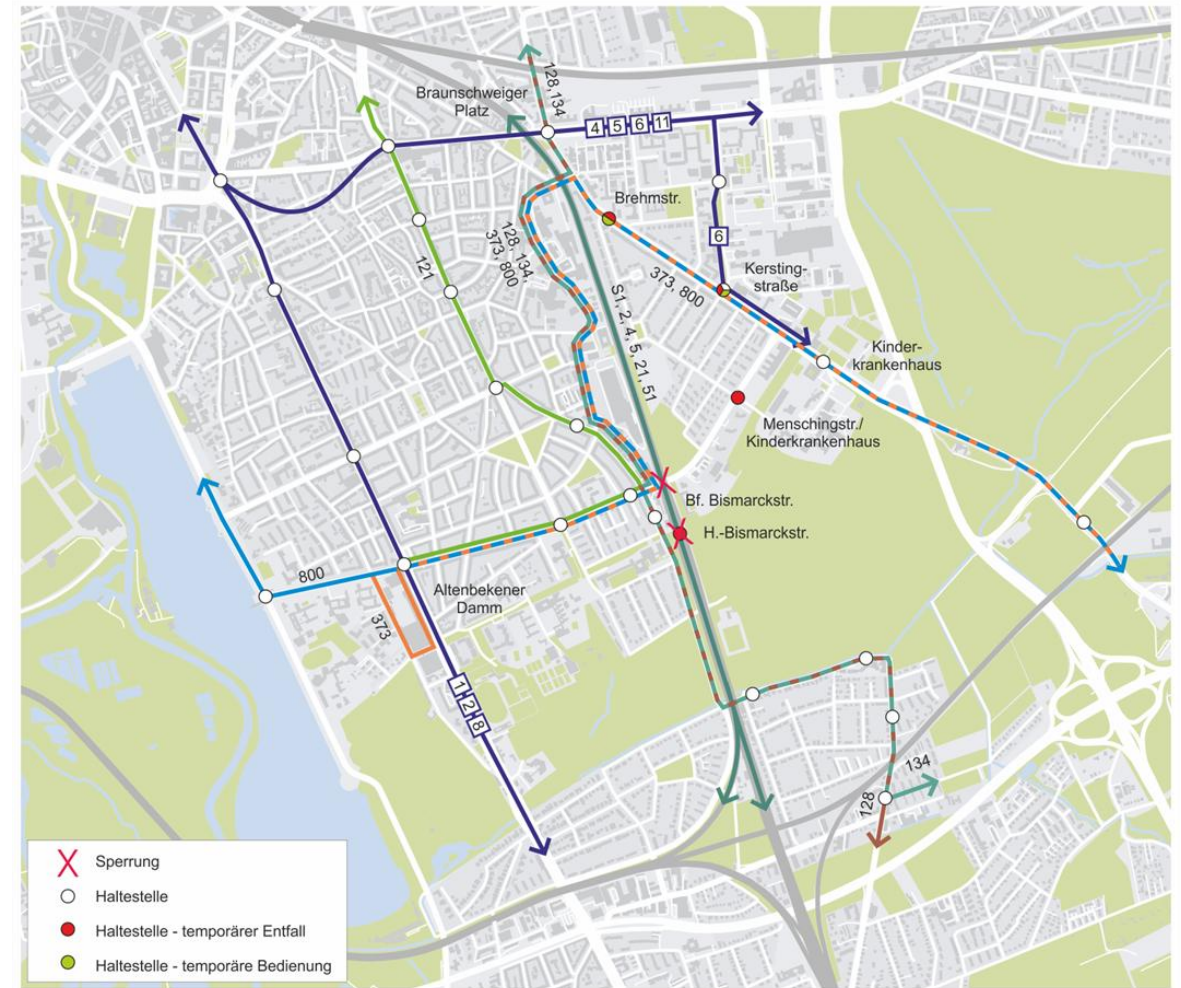 128,134
Braunschweiger
Platz
4 5 6 11
Brehmstr.
128, 134,
373, 800
121
6
373, 800
Kersting-
straße
S1, 2, 4, 5, 21, 51
Kinder-
krankenhaus
Menschingstr./
Kinderkrankenhaus
Bf. Bismarckstr.
H.-Bismarckstr.
800
Altenbekener
Damm
373
1 2 8
134
128
Sperrung
Haltestelle
Haltestelle - temporärer Entfall
Haltestelle - temporäre Bedienung